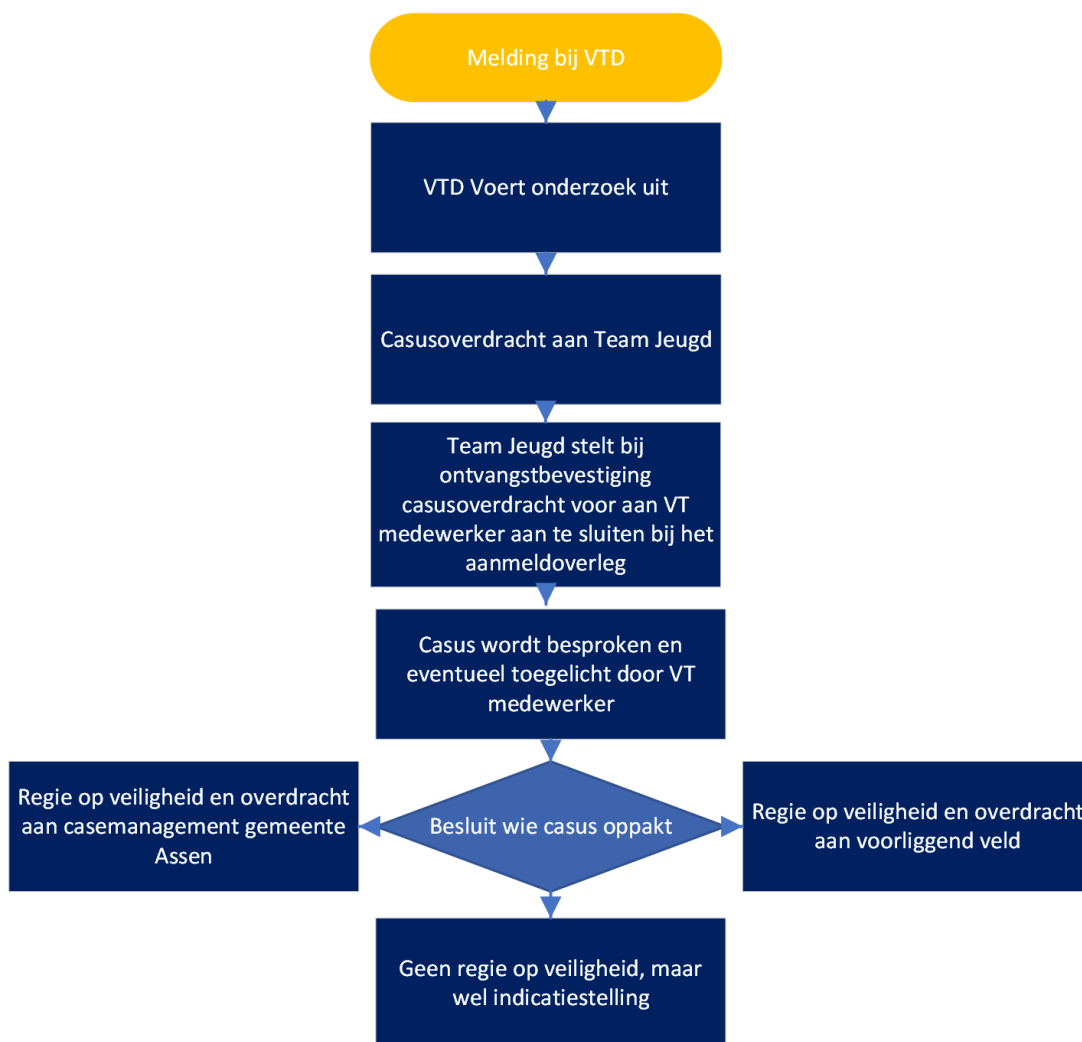 Melding bij VTD
VTD Voert onderzoek uit
Casusoverdracht aan Team Jeugd
Team Jeugd stelt bij
ontvangstbevestiging
casusoverdracht voor aan VT
medewerker aan te sluiten bij het
aanmeldoverleg
Casus wordt besproken en
eventueel toegelicht door VT
medewerker
Regie op veiligheid en overdracht
aan casemanagement gemeente
Assen
Besluit wie casus oppakt
Regie op veiligheid en overdracht
aan voorliggend veld
Geen regie op veiligheid, maar
wel indicatiestelling